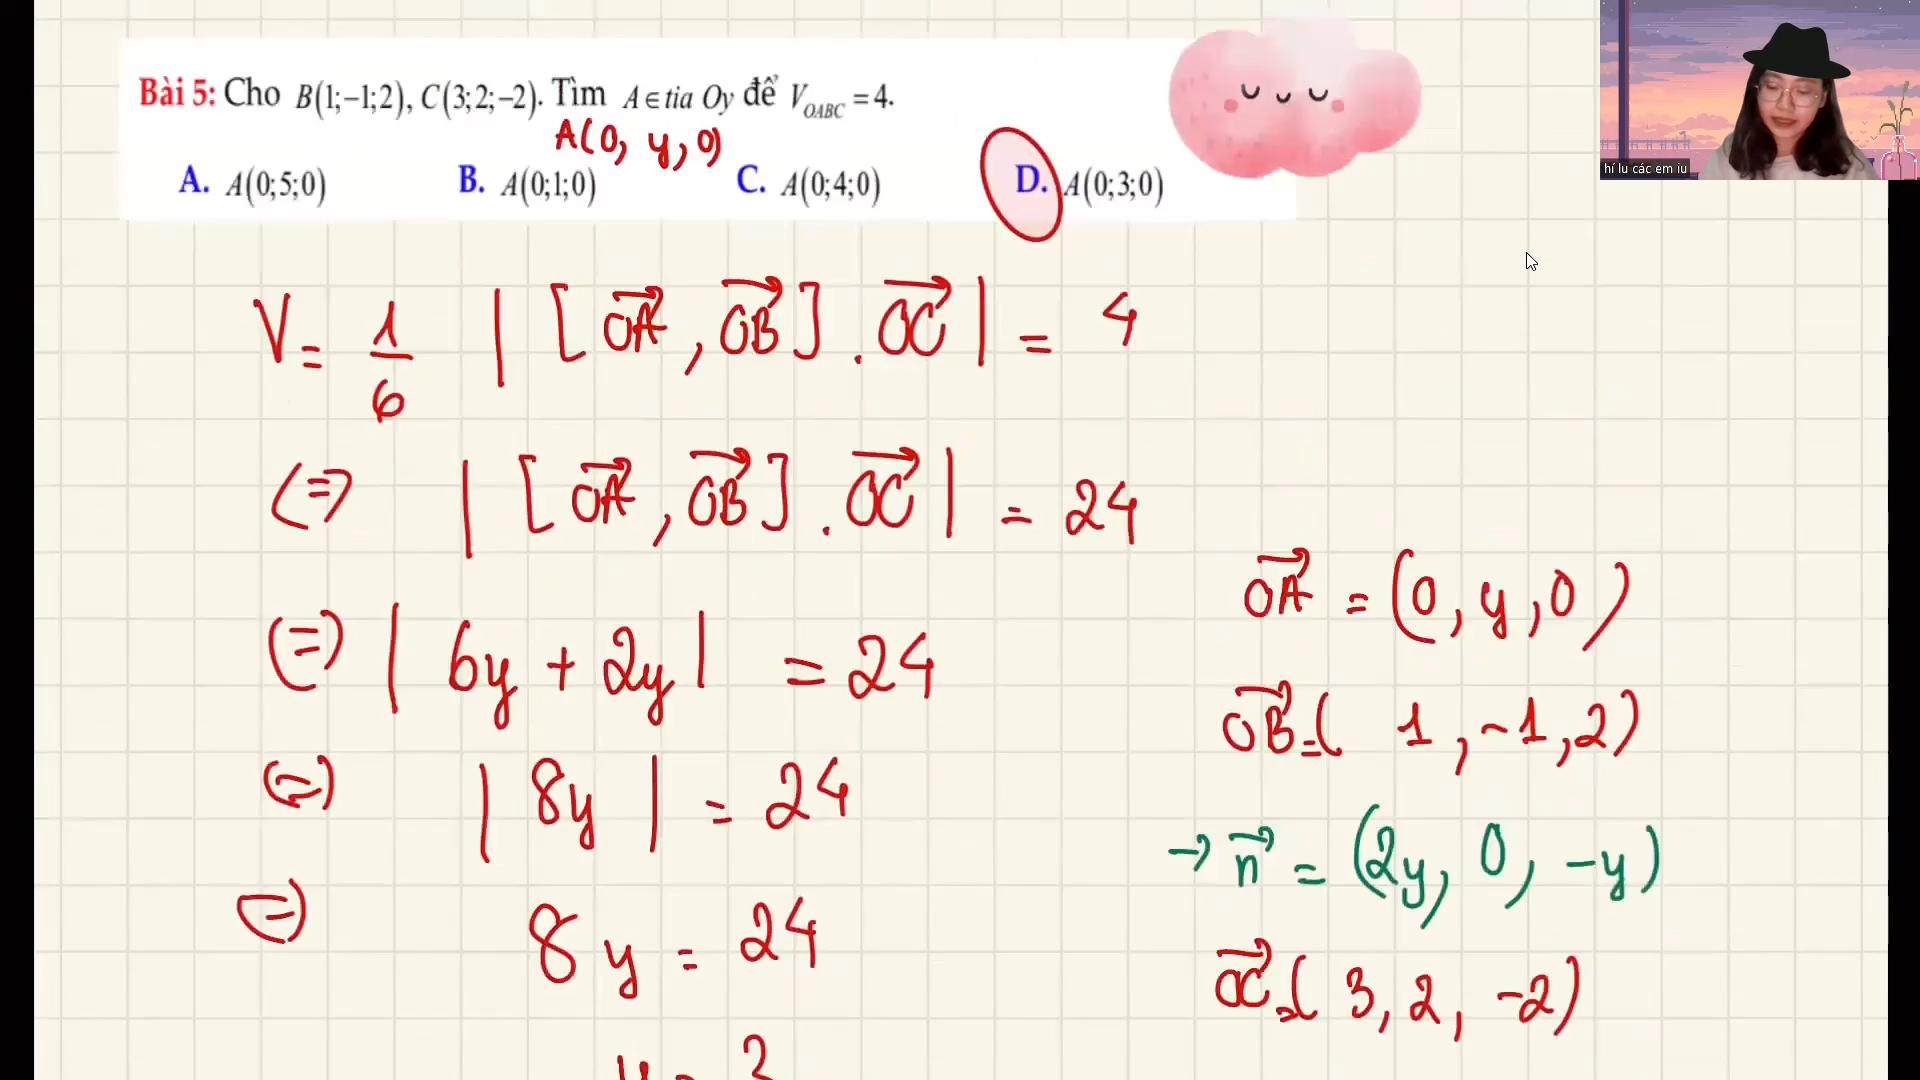 Bài 5: Cho B(1;−1;2), C(3;2;−2). Tìm A∈tia Oy để V_OABC = 4.
A(0, y, 0)
A. A(0;5;0) B. A(0;1;0) C. A(0;4;0) D. A(0;3;0)
hí lu các em iu
V = 1/6 |[OA→, OB→] . OC→| = 4
(=) |[OA→, OB→] . OC→| = 24
(=) |6y + 2y| = 24
(=) |8y| = 24
(=) 8y = 24
y = 3
OA→ = (0, y, 0)
OB→ = (1, -1, 2)
→ n→ = (2y, 0, -y)
OC→ = (3, 2, -2)